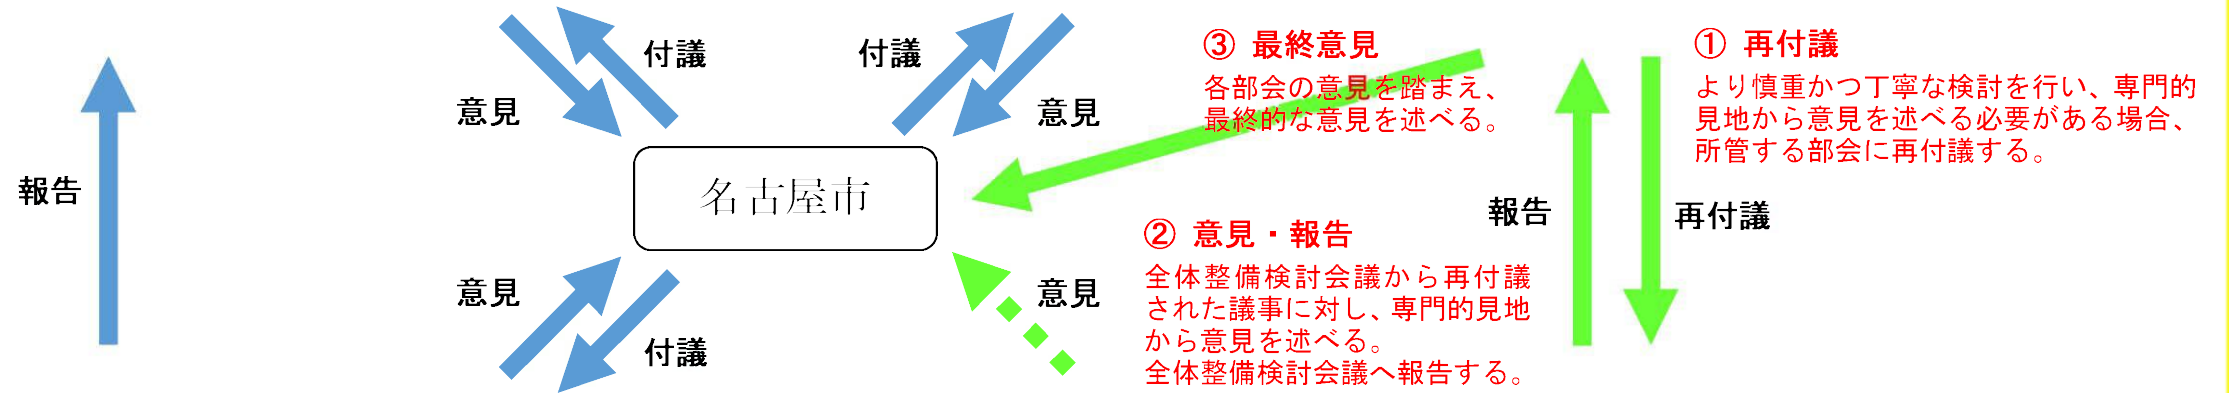 付議
付議
意見
意見
③ 最終意見
各部会の意見を踏まえ、
最終的な意見を述べる。
① 再付議
より慎重かつ丁寧な検討を行い、専門的
見地から意見を述べる必要がある場合、
所管する部会に再付議する。
報告
名古屋市
報告
再付議
② 意見・報告
全体整備検討会議から再付議
された議事に対し、専門的見地
から意見を述べる。
全体整備検討会議へ報告する。
意見
付議
意見